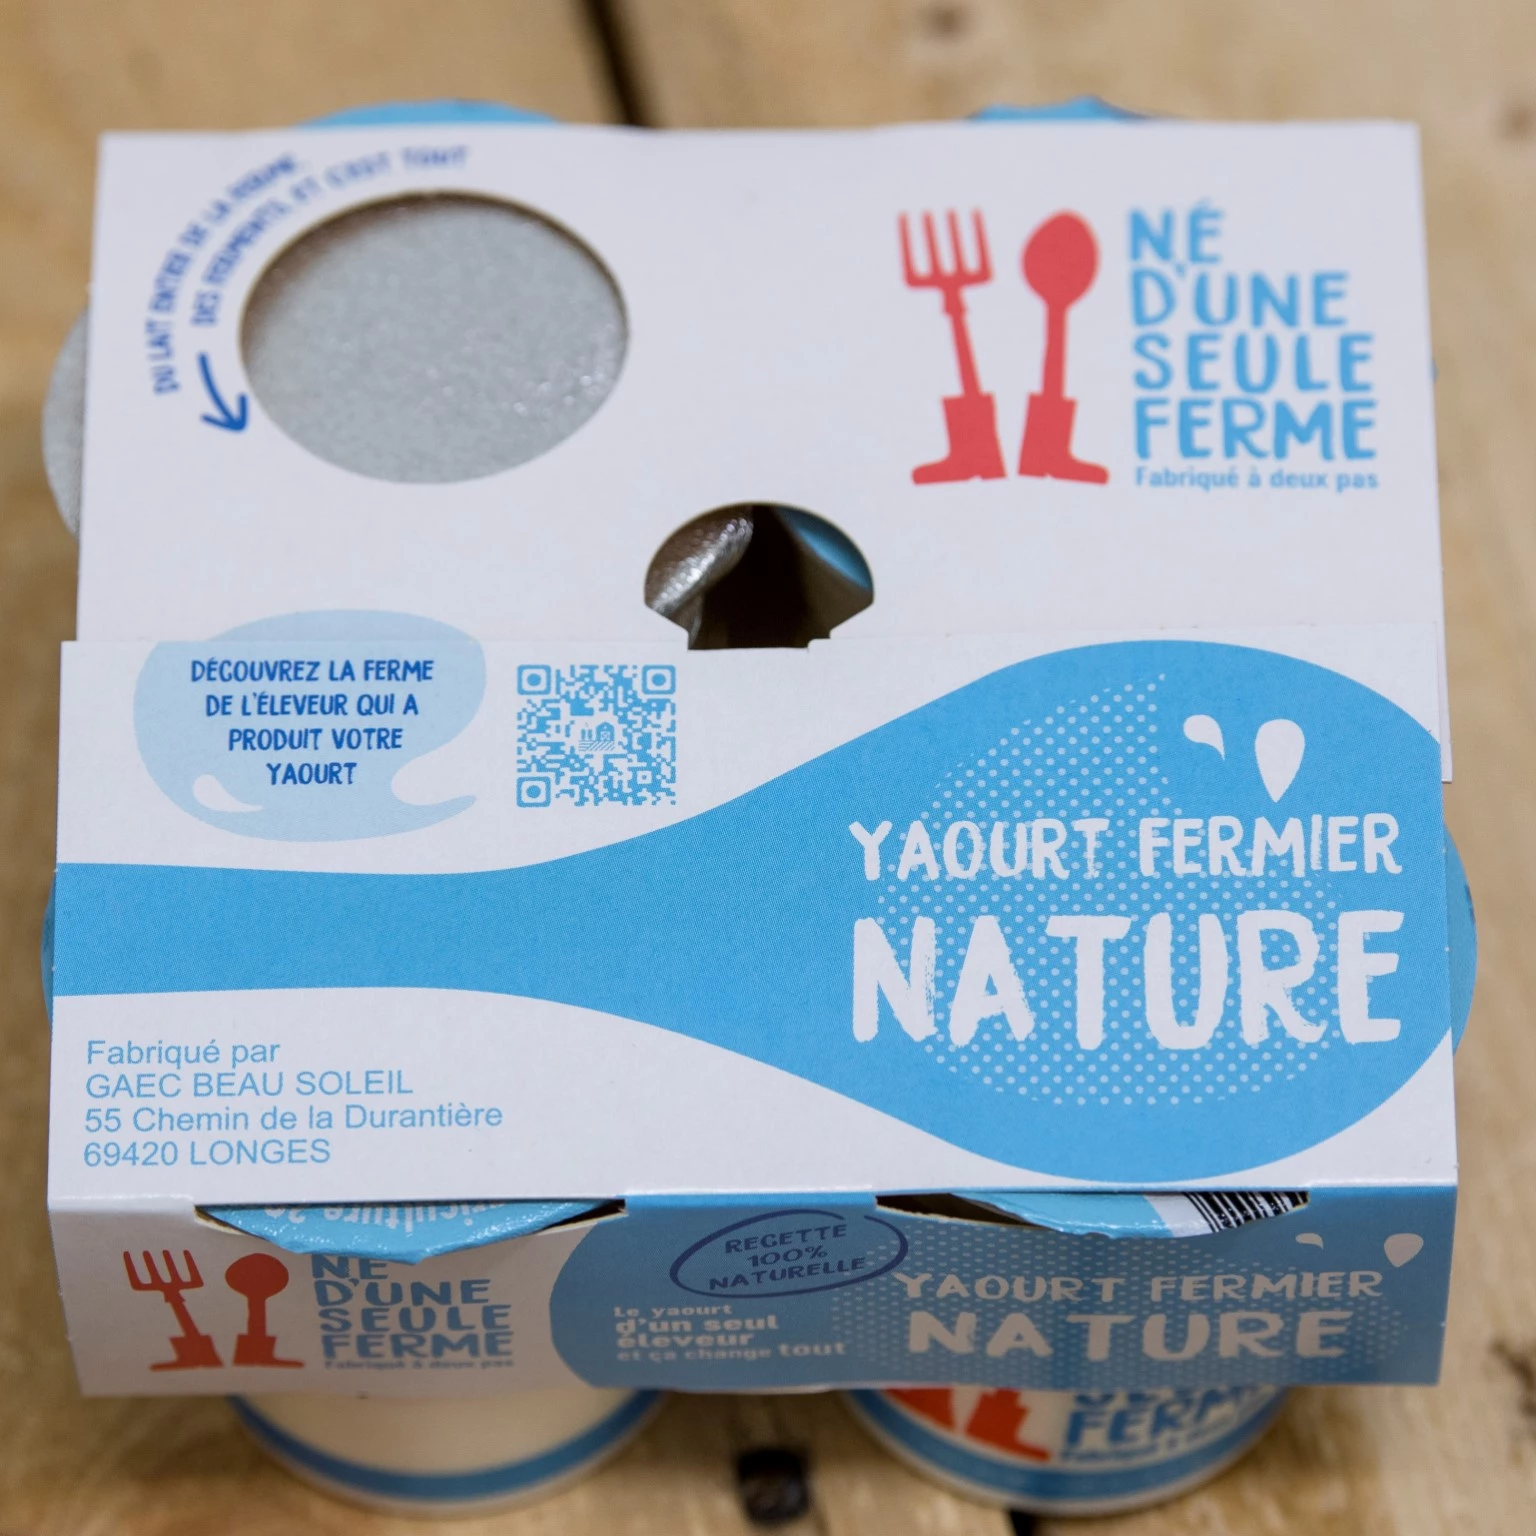 DU LAIT ENTIER DE LA FERME
DES FERMENTS, ET C'EST TOUT
NÉ
D'UNE
SEULE
FERME
Fabriqué à deux pas
DÉCOUVREZ LA FERME
DE L'ÉLEVEUR QUI A
PRODUIT VOTRE
YAOURT
YAOURT FERMIER
NATURE
Fabriqué par
GAEC BEAU SOLEIL
55 Chemin de la Durantière
69420 LONGES
NÉ
D'UNE
SEULE
FERME
Fabriqué à deux pas
RECETTE
100%
NATURELLE
Le yaourt
d'un seul
éleveur
et ça change tout
YAOURT FERMIER
NATURE
FERME